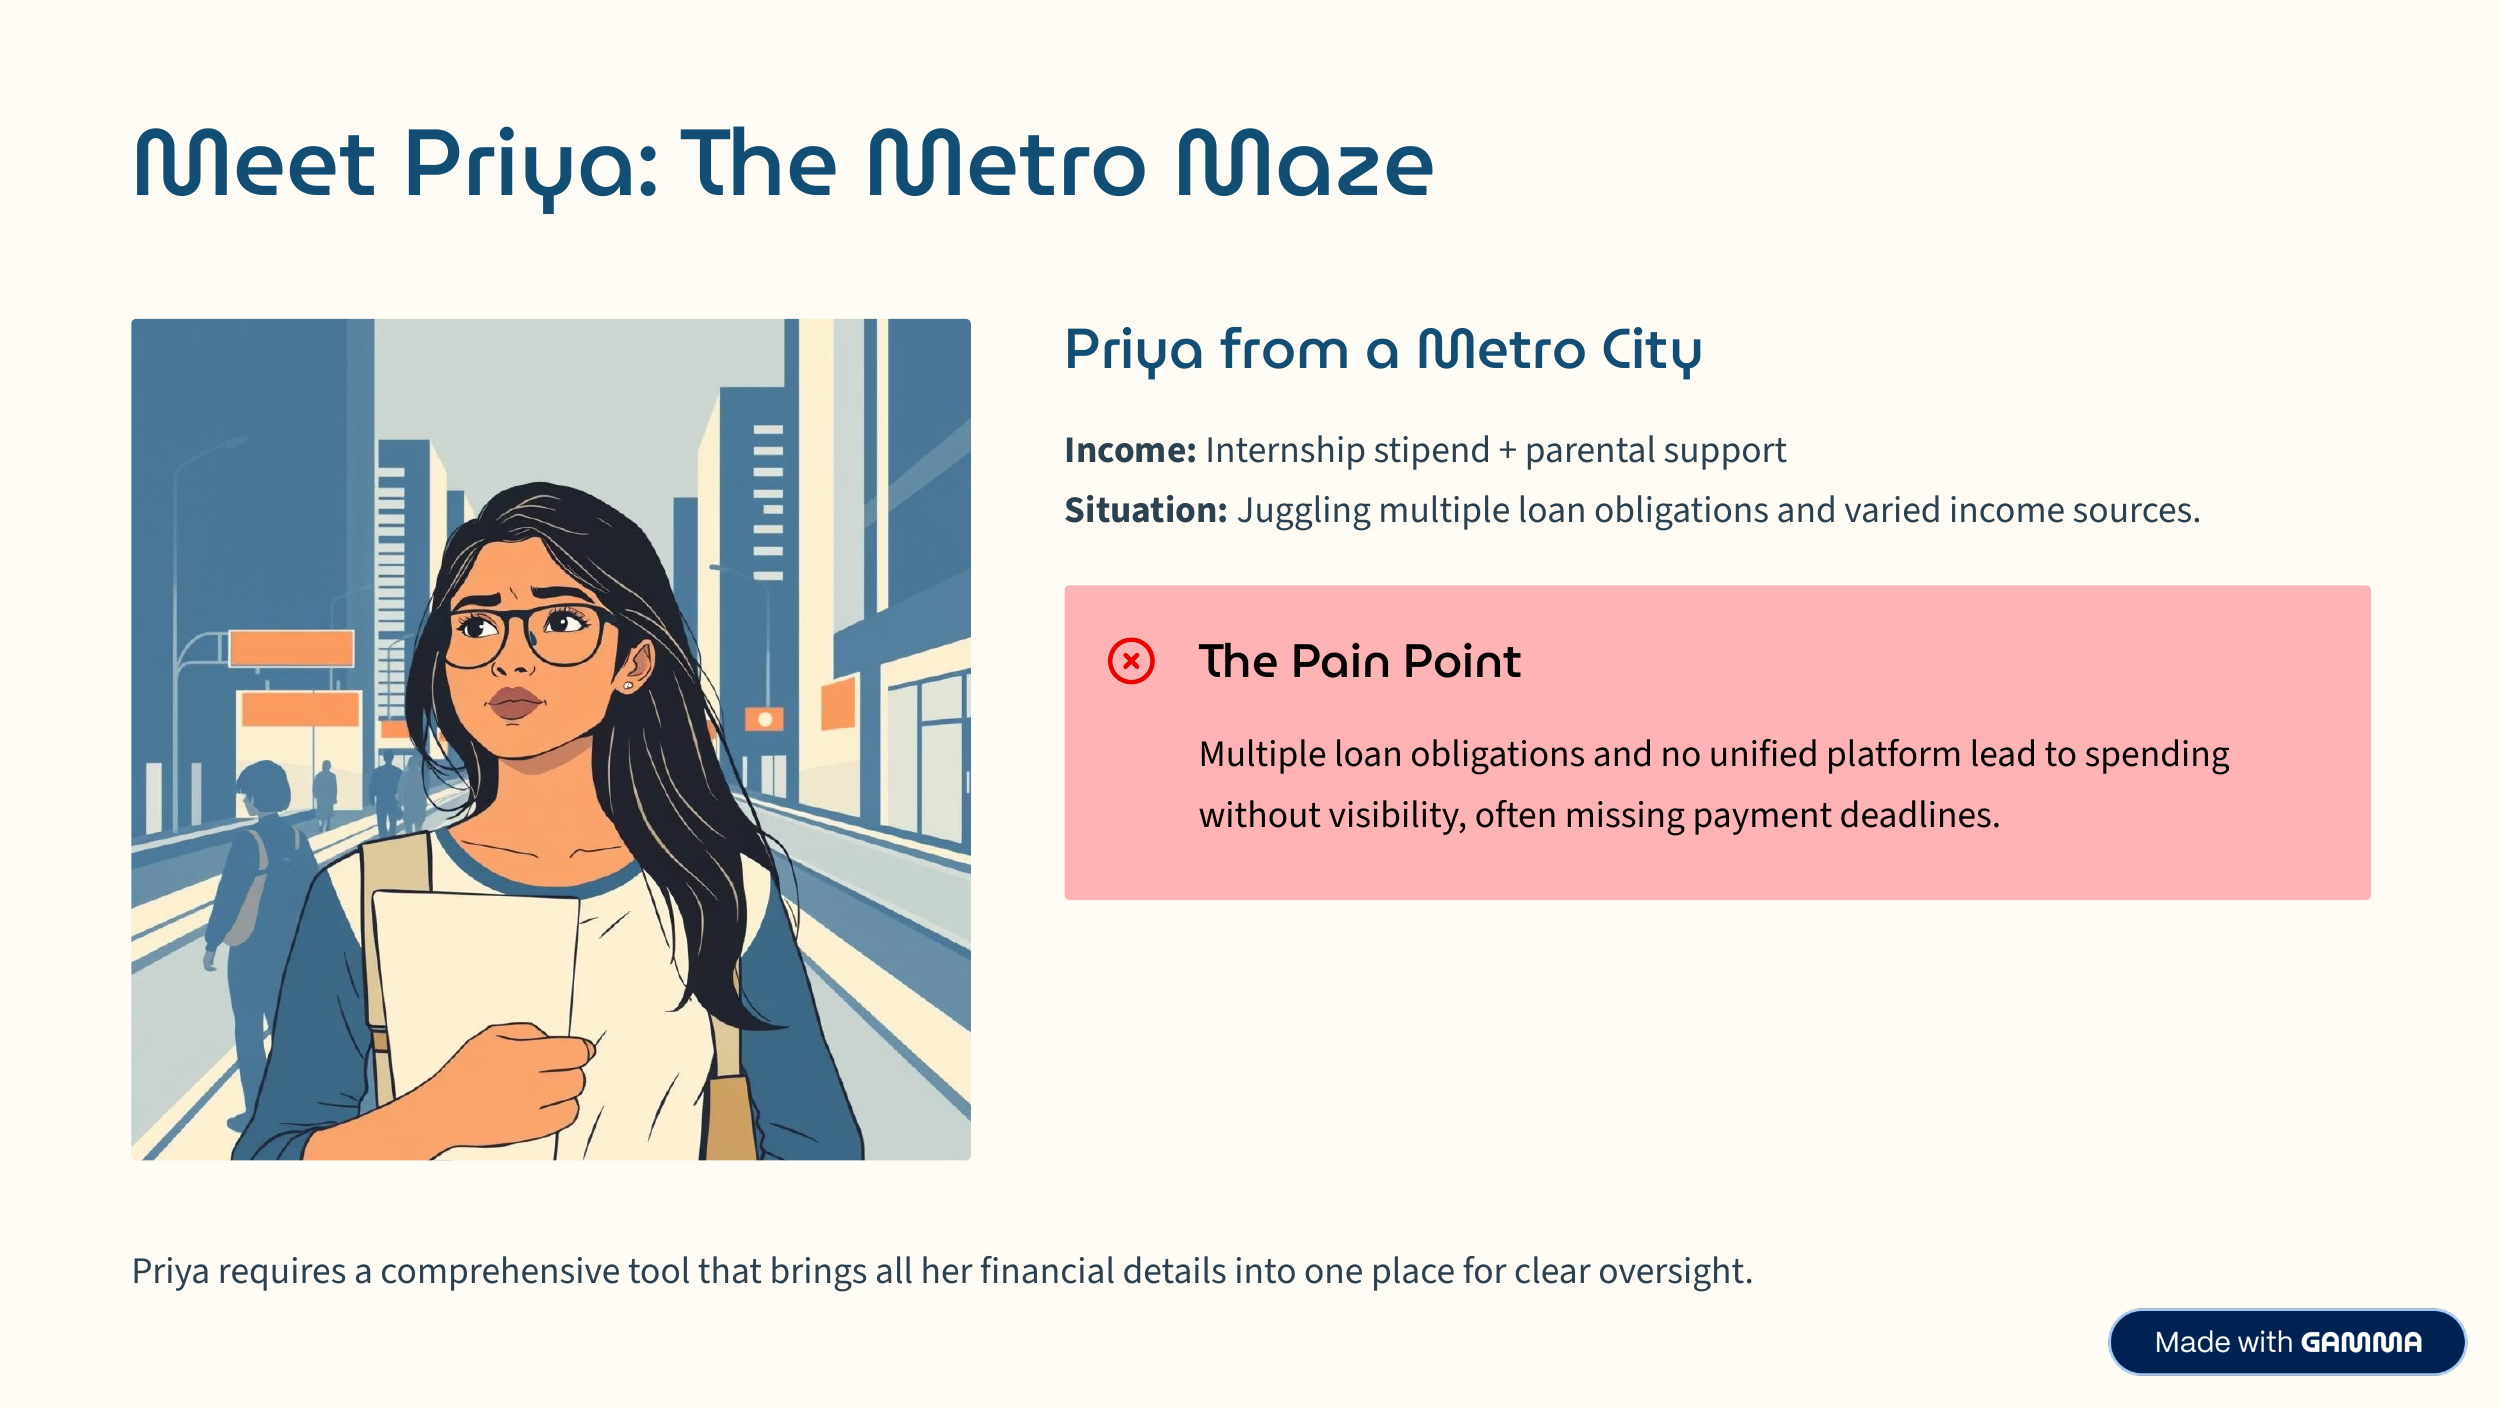 Meet Priya: The Metro Maze
Priya from a Metro City
Income: Internship stipend + parental support
Situation: Juggling multiple loan obligations and varied income sources.
The Pain Point
Multiple loan obligations and no unified platform lead to spending
without visibility, often missing payment deadlines.
Priya requires a comprehensive tool that brings all her financial details into one place for clear oversight.
Made with GAMMA